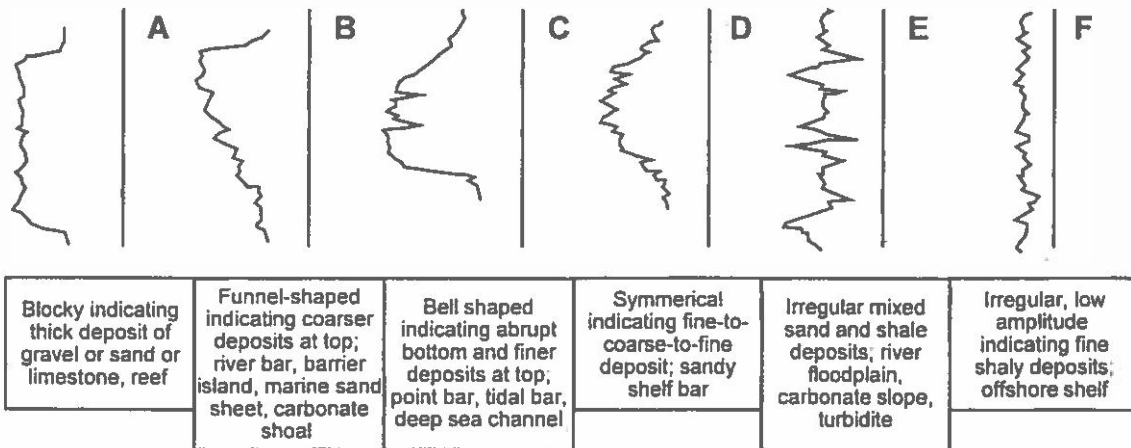 A
B
C
D
E
F
Blocky indicating
thick deposit of
gravel or sand or
limestone, reef
Funnel-shaped
indicating coarser
deposits at top;
river bar, barrier
island, marine sand
sheet, carbonate
shoal
Bell shaped
indicating abrupt
bottom and finer
deposits at top;
point bar, tidal bar,
deep sea channel
Symmerical
indicating fine-to-
coarse-to-fine
deposit; sandy
shelf bar
Irregular mixed
sand and shale
deposits; river
floodplain,
carbonate slope,
turbidite
Irregular, low
amplitude
indicating fine
shaly deposits;
offshore shelf